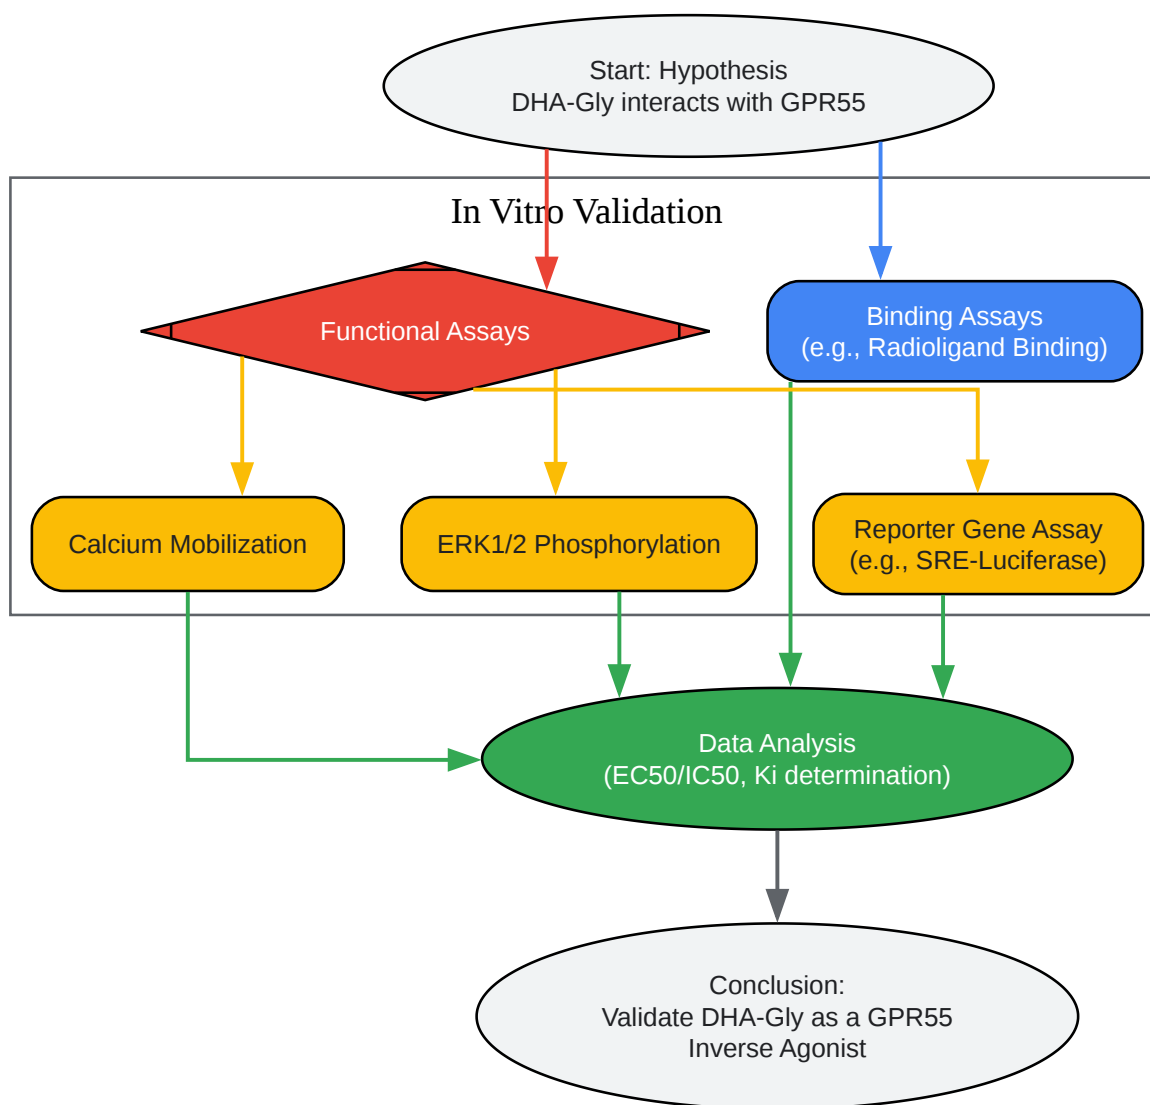 Start: Hypothesis
DHA-Gly interacts with GPR55
In Vitro Validation
Functional Assays
Binding Assays
(e.g., Radioligand Binding)
Calcium Mobilization
ERK1/2 Phosphorylation
Reporter Gene Assay
(e.g., SRE-Luciferase)
Data Analysis
(EC50/IC50, Ki determination)
Conclusion:
Validate DHA-Gly as a GPR55
Inverse Agonist